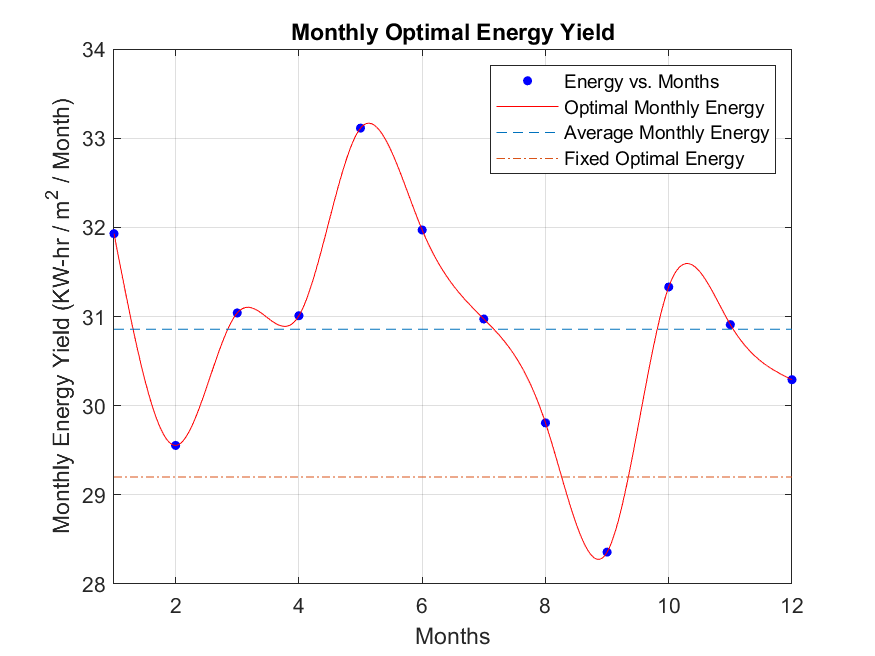 Monthly Optimal Energy Yield
Energy vs. Months
Optimal Monthly Energy
Average Monthly Energy
Fixed Optimal Energy
Monthly Energy Yield (KW-hr / m² / Month)
34
33
32
31
30
29
28
2 4 6 8 10 12
Months